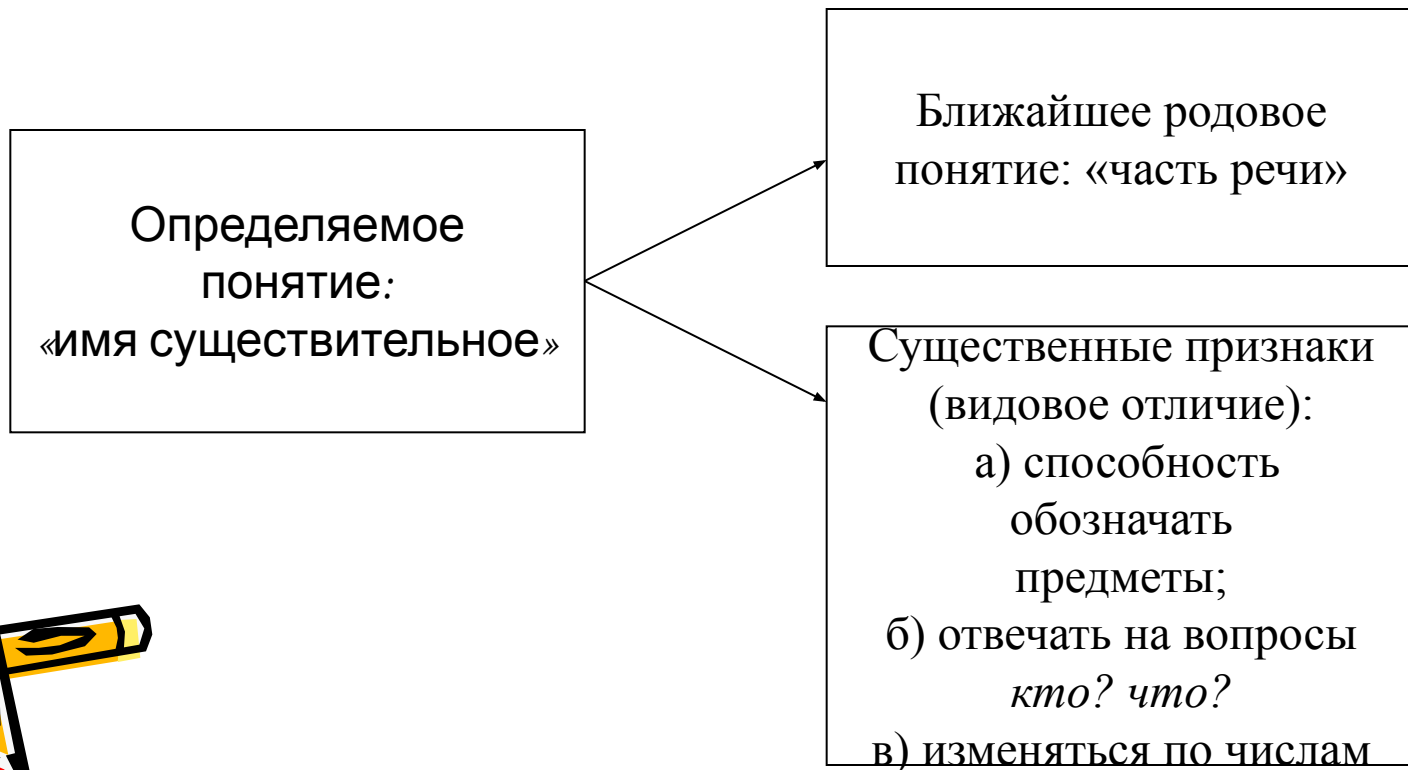 Определяемое
понятие:
«имя существительное»
Ближайшее родовое
понятие: «часть речи»
Существенные признаки
(видовое отличие):
а) способность
обозначать
предметы;
б) отвечать на вопросы
кто? что?
в) изменяться по числам